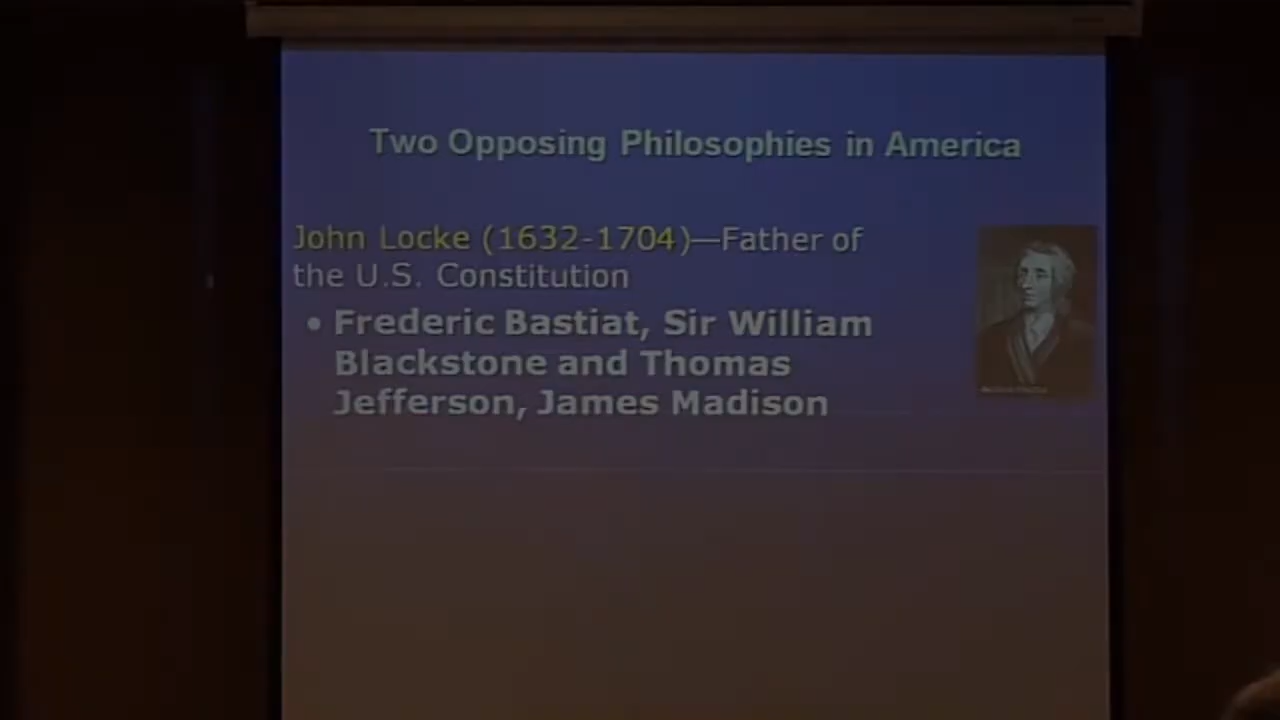 Two Opposing Philosophies in America
John Locke (1632-1704)—Father of
the U.S. Constitution
• Frederic Bastiat, Sir William
Blackstone and Thomas
Jefferson, James Madison